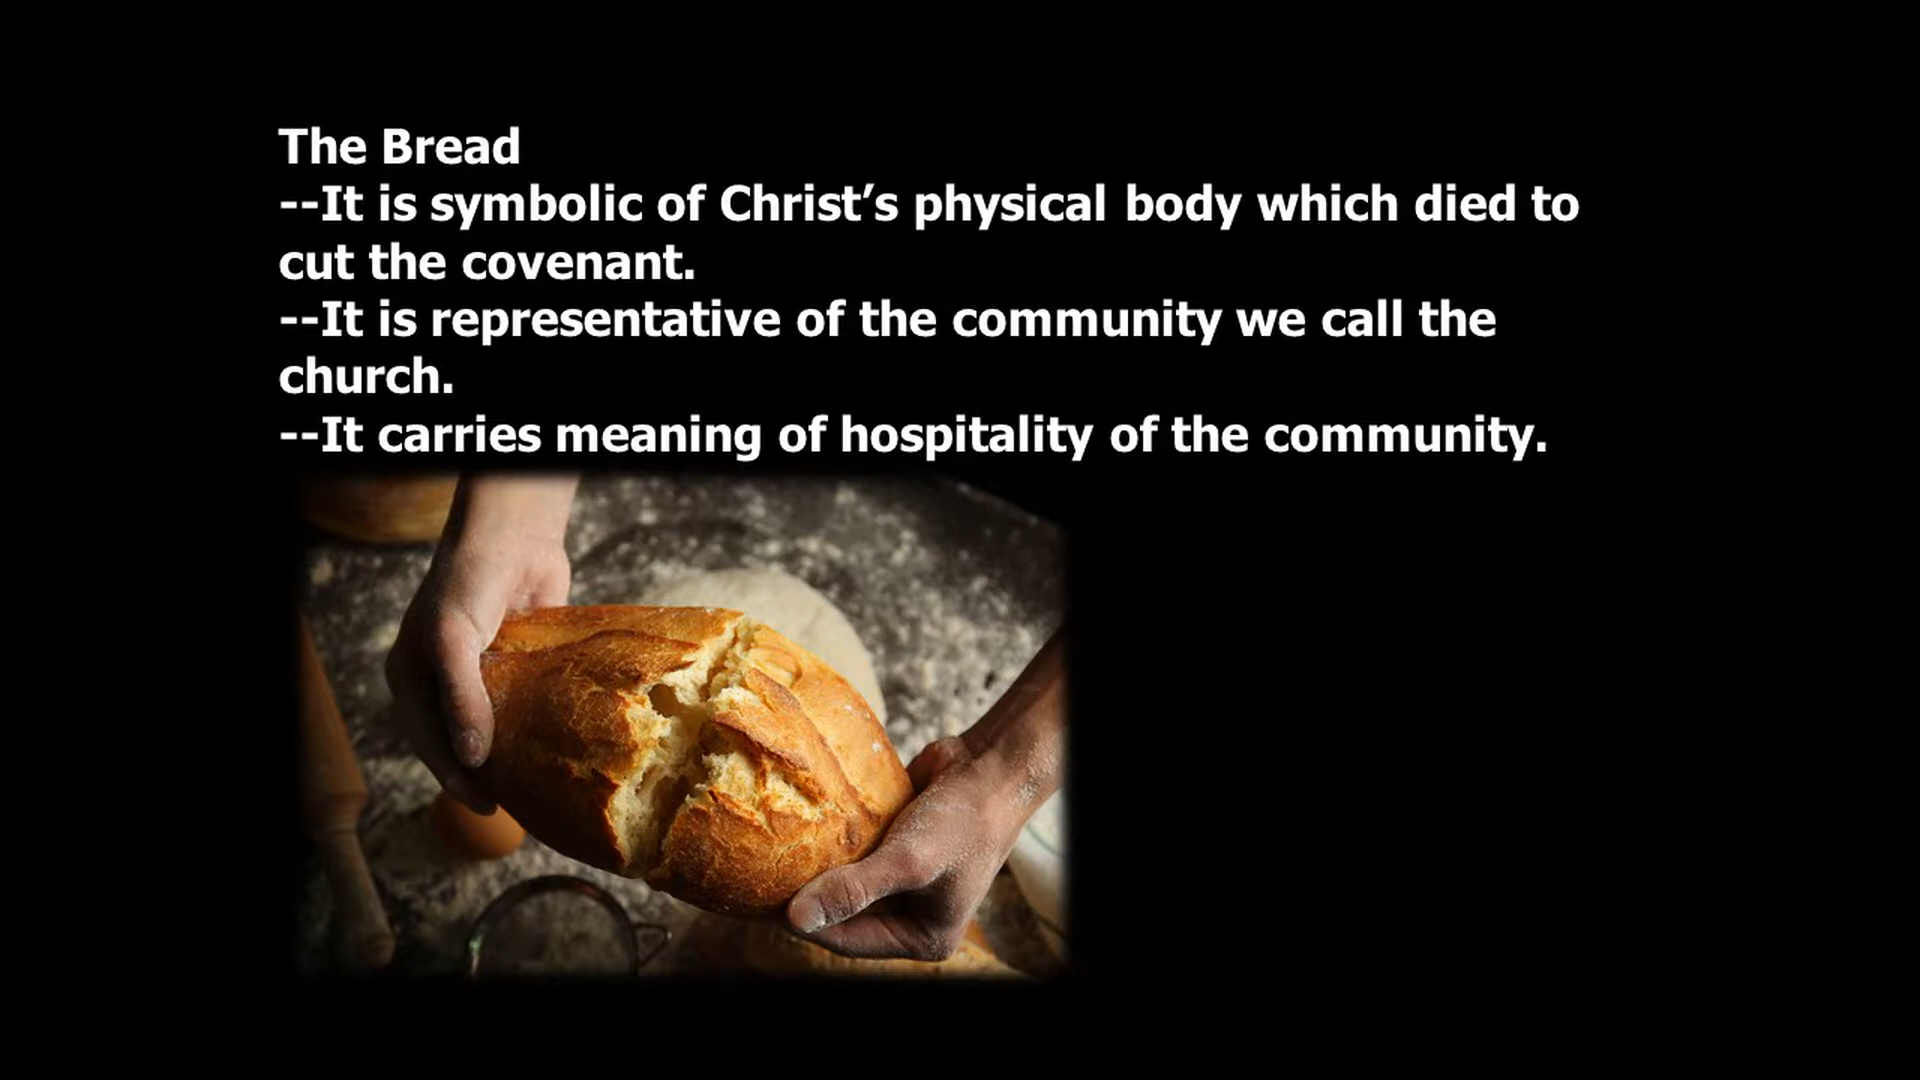 The Bread
--It is symbolic of Christ’s physical body which died to
cut the covenant.
--It is representative of the community we call the
church.
--It carries meaning of hospitality of the community.